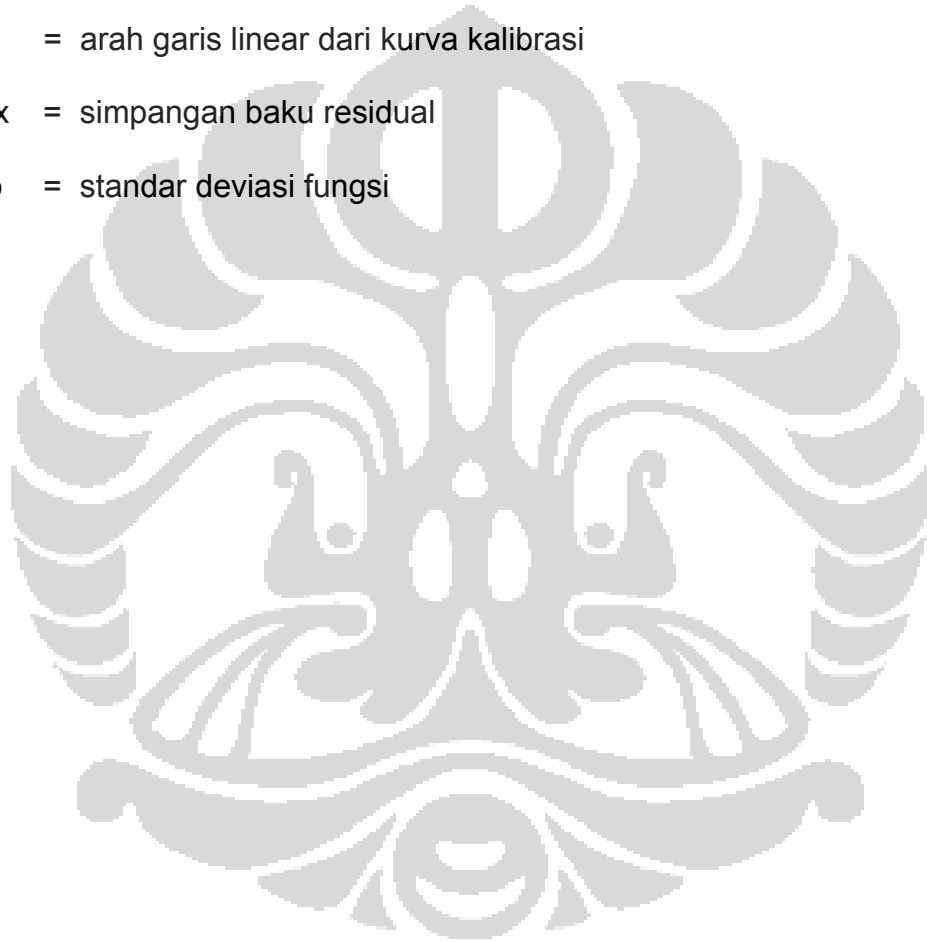 = arah garis linear dari kurva kalibrasi
x = simpangan baku residual
= standar deviasi fungsi